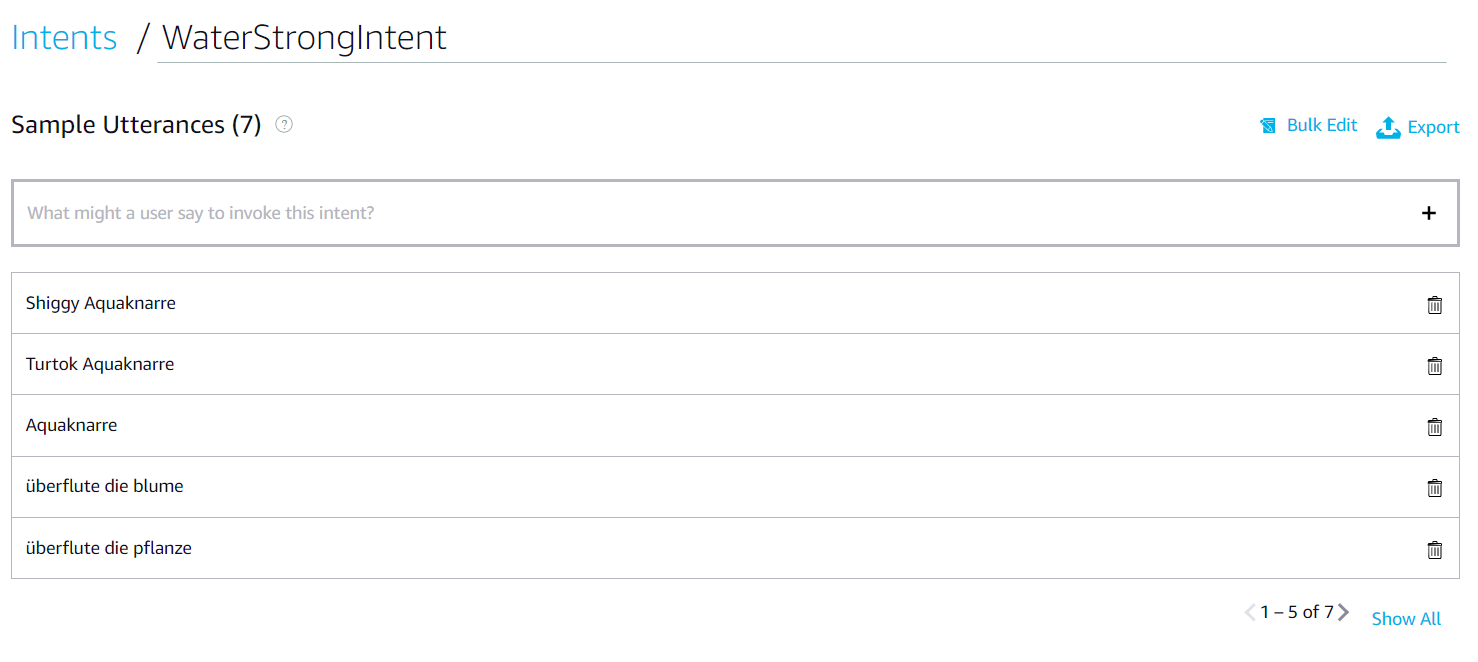 Intents / WaterStrongIntent
Sample Utterances (7) ?
Bulk Edit
Export
What might a user say to invoke this intent?
+
Shiggy Aquaknarre
Turtok Aquaknarre
Aquaknarre
überflute die blume
überflute die pflanze
1 – 5 of 7
Show All